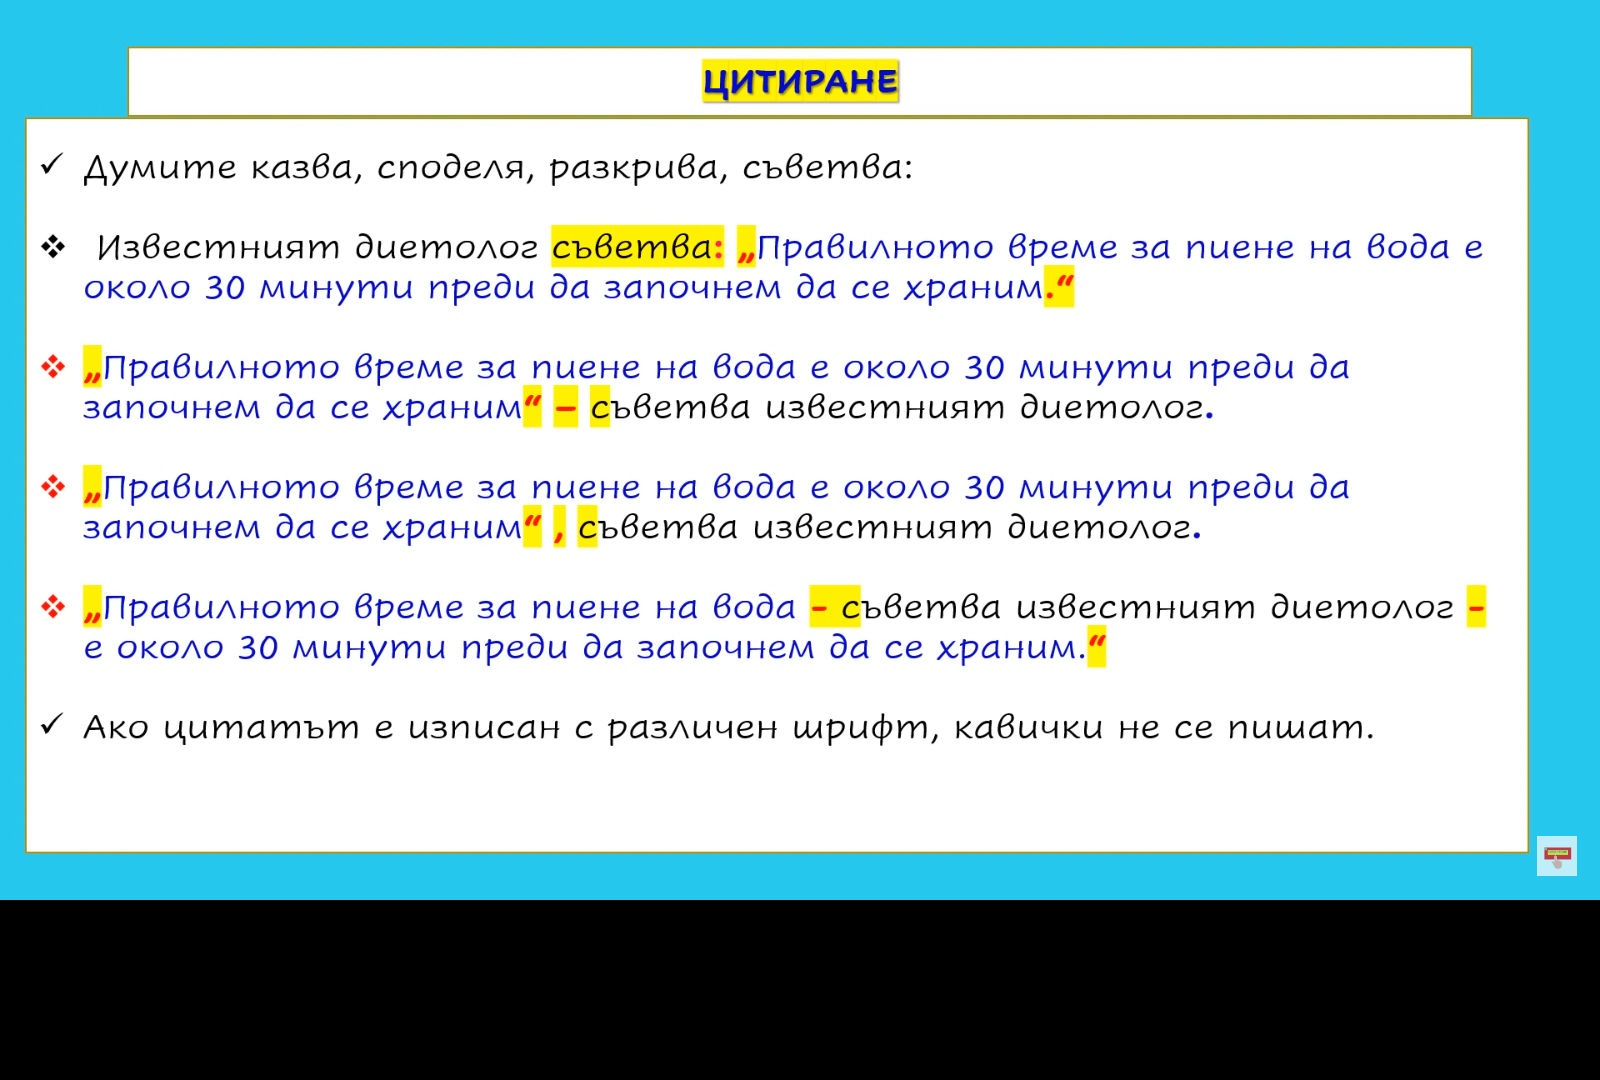 ЦИТИРАНЕ
Думите казва, споделя, разкрива, съветва:
Известният диетолог съветва: „Правилното време за пиене на вода е
около 30 минути преди да започнем да се храним.“
„Правилното време за пиене на вода е около 30 минути преди да
започнем да се храним“ – съветва известният диетолог.
„Правилното време за пиене на вода е около 30 минути преди да
започнем да се храним“ , съветва известният диетолог.
„Правилното време за пиене на вода – съветва известният диетолог –
е около 30 минути преди да започнем да се храним.“
Ако цитатът е изписан с различен шрифт, кавички не се пишат.